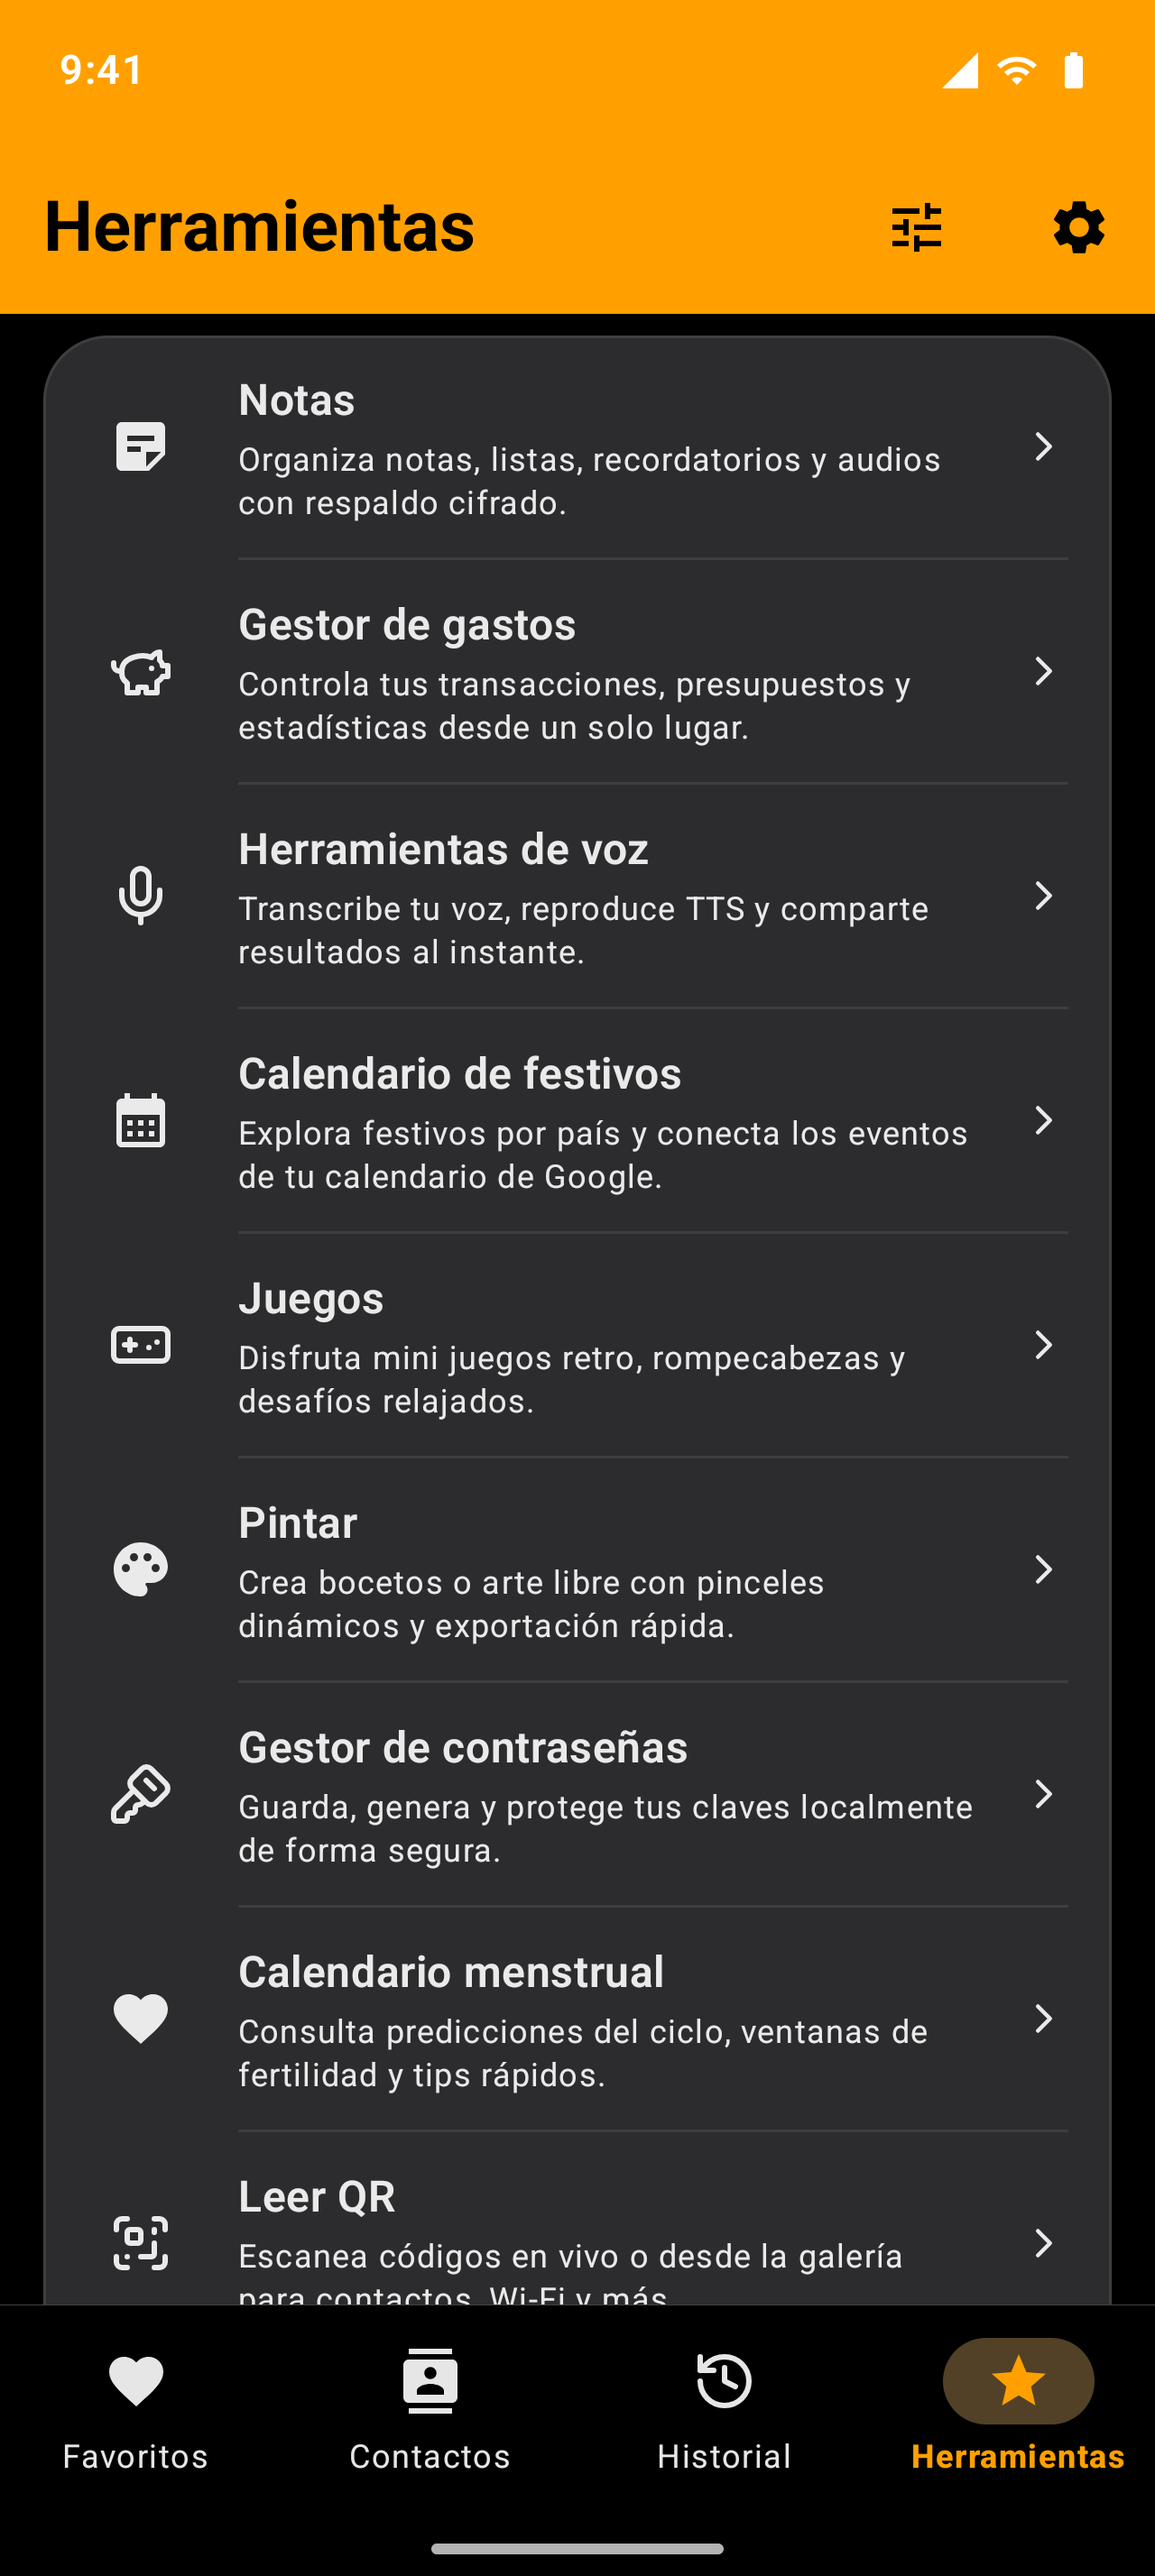 9:41
Herramientas
Notas
Organiza notas, listas, recordatorios y audios
con respaldo cifrado.
Gestor de gastos
Controla tus transacciones, presupuestos y
estadísticas desde un solo lugar.
Herramientas de voz
Transcribe tu voz, reproduce TTS y comparte
resultados al instante.
Calendario de festivos
Explora festivos por país y conecta los eventos
de tu calendario de Google.
Juegos
Disfruta mini juegos retro, rompecabezas y
desafíos relajados.
Pintar
Crea bocetos o arte libre con pinceles
dinámicos y exportación rápida.
Gestor de contraseñas
Guarda, genera y protege tus claves localmente
de forma segura.
Calendario menstrual
Consulta predicciones del ciclo, ventanas de
fertilidad y tips rápidos.
Leer QR
Escanea códigos en vivo o desde la galería
para contactos, Wi-Fi y más
Favoritos
Contactos
Historial
Herramientas